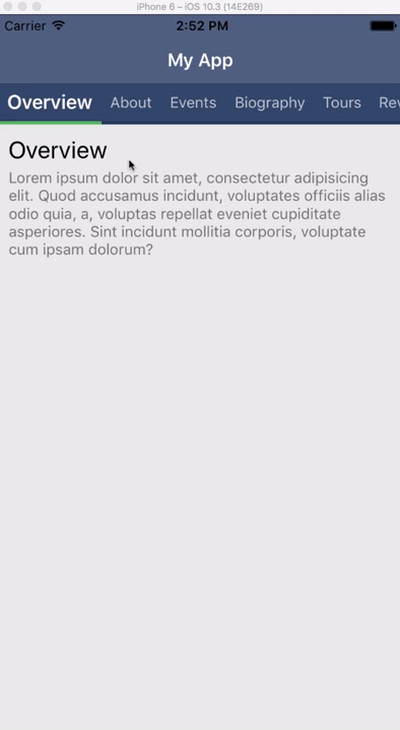 iPhone 6 – iOS 10.3 (14E269)
Carrier 2:52 PM
My App
Overview About Events Biography Tours Rev
Overview
Lorem ipsum dolor sit amet, consectetur adipisicing
elit. Quod accusamus incidunt, voluptates officiis alias
odio quia, a, voluptas repellat eveniet cupiditate
asperiores. Sint incidunt mollitia corporis, voluptate
cum ipsam dolorum?